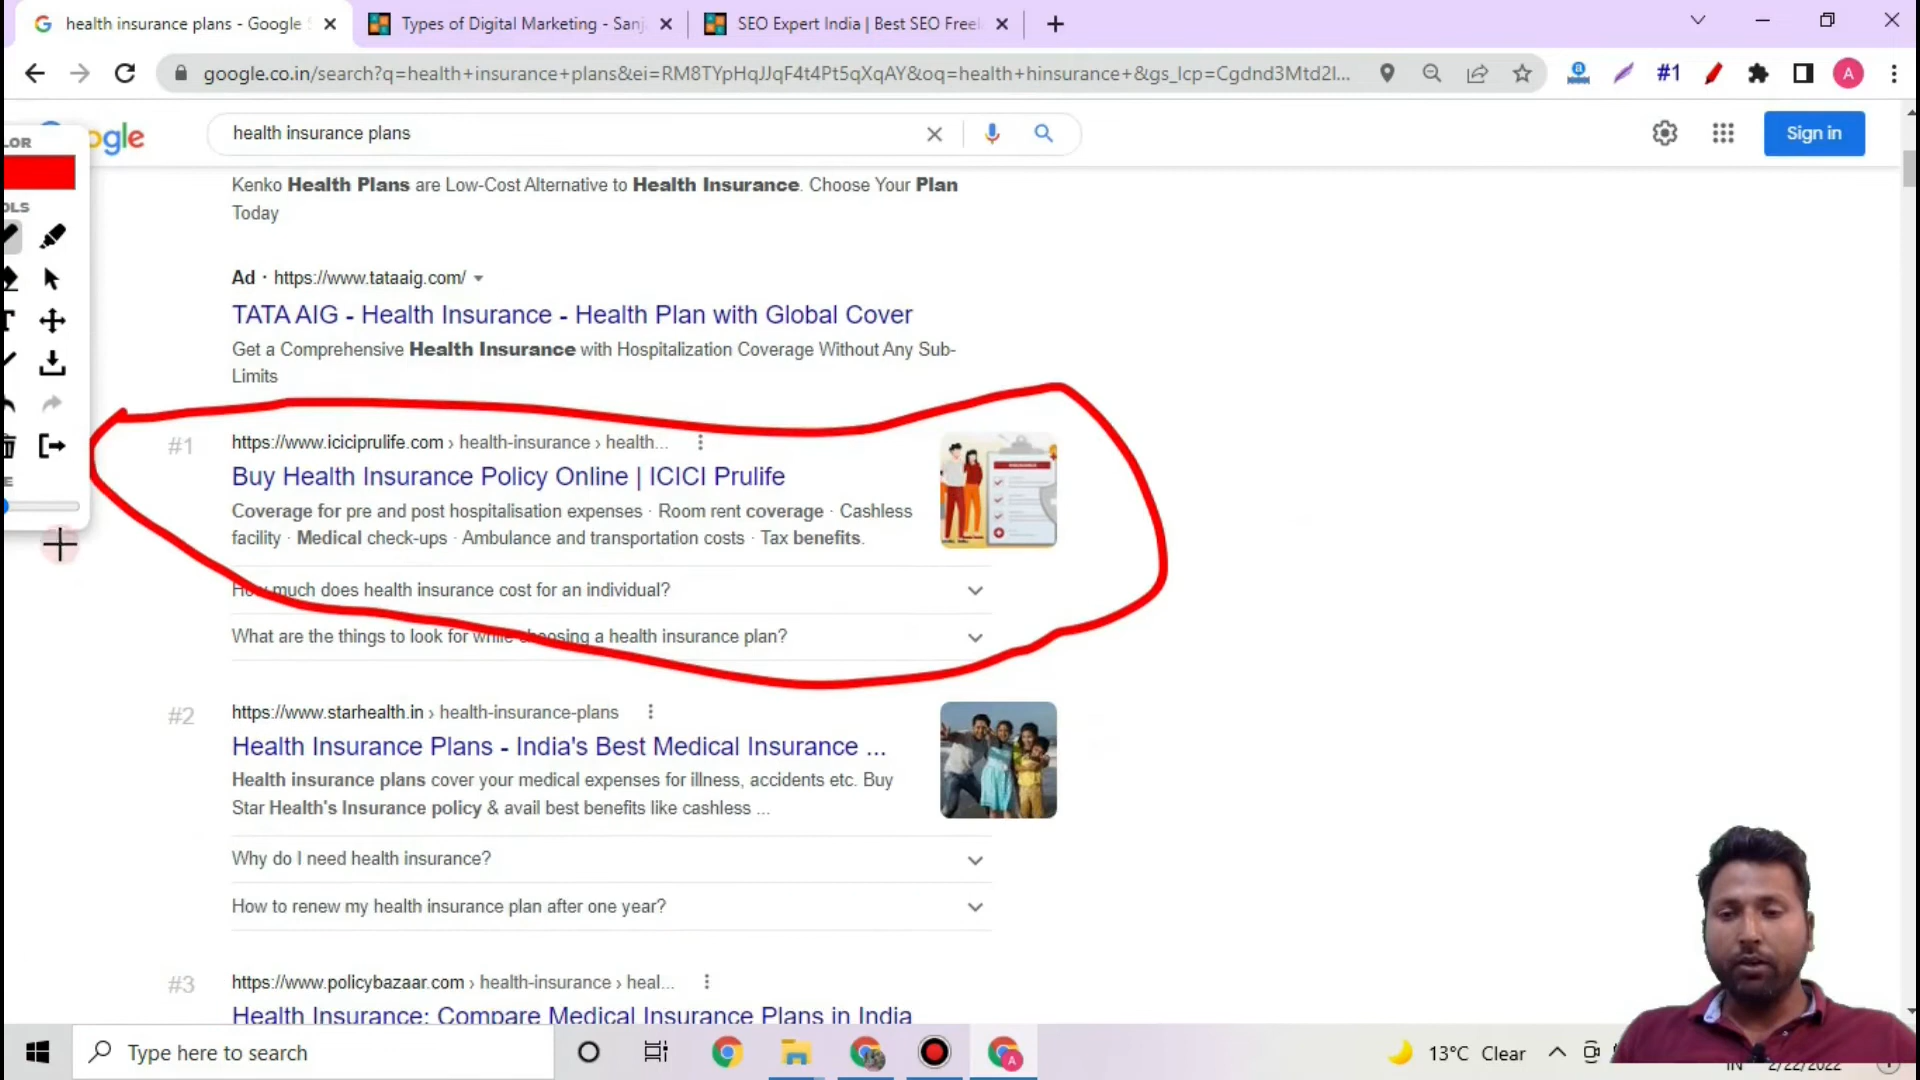 health insurance plans - Google S
Types of Digital Marketing - Sanj
SEO Expert India | Best SEO Freel
google.co.in/search?q=health+insurance+plans&ei=RM8TYpHqJJqF4t4Pt5qXqAY&oq=health+hinsurance+&gs_lcp=Cgdnd3Mtd2l...
#1
A
LOR
ogle
health insurance plans
Sign in
OLS
Kenko Health Plans are Low-Cost Alternative to Health Insurance. Choose Your Plan
Today
Ad · https://www.tataaig.com/
TATA AIG - Health Insurance - Health Plan with Global Cover
Get a Comprehensive Health Insurance with Hospitalization Coverage Without Any Sub-
Limits
E
#1
https://www.iciciprulife.com › health-insurance › health...
Buy Health Insurance Policy Online | ICICI Prulife
Coverage for pre and post hospitalisation expenses · Room rent coverage · Cashless
facility · Medical check-ups · Ambulance and transportation costs · Tax benefits.
How much does health insurance cost for an individual?
What are the things to look for while choosing a health insurance plan?
#2
https://www.starhealth.in › health-insurance-plans
Health Insurance Plans - India's Best Medical Insurance ...
Health insurance plans cover your medical expenses for illness, accidents etc. Buy
Star Health's Insurance policy & avail best benefits like cashless ...
Why do I need health insurance?
How to renew my health insurance plan after one year?
#3
https://www.policybazaar.com › health-insurance › heal...
Health Insurance: Compare Medical Insurance Plans in India
Type here to search
A
13°C Clear
IN
2/22/2022